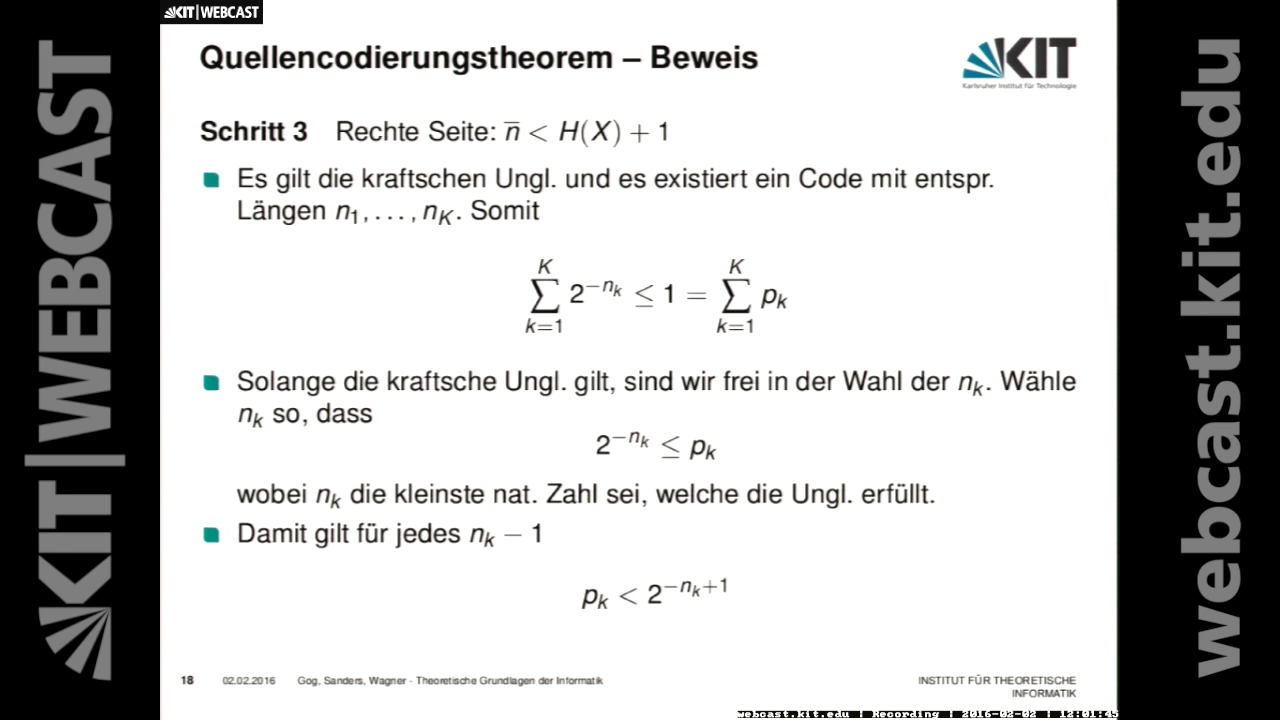 KIT|WEBCAST
Quellencodierungstheorem – Beweis
KIT
Karlsruher Institut für Technologie
Schritt 3 Rechte Seite: n̅ < H(X) + 1
Es gilt die kraftschen Ungl. und es existiert ein Code mit entspr.
Längen n₁, . . . , n_K. Somit
∑_{k=1}^{K} 2^{−n_k} ≤ 1 = ∑_{k=1}^{K} p_k
Solange die kraftsche Ungl. gilt, sind wir frei in der Wahl der n_k. Wähle
n_k so, dass
2^{−n_k} ≤ p_k
wobei n_k die kleinste nat. Zahl sei, welche die Ungl. erfüllt.
Damit gilt für jedes n_k − 1
p_k < 2^{−n_k+1}
18 02.02.2016 Gog, Sanders, Wagner - Theoretische Grundlagen der Informatik
INSTITUT FÜR THEORETISCHE
INFORMATIK
webcast.kit.edu | Recording | 2016-02-02 | 12:01:45
KIT|WEBCAST
webcast.kit.edu